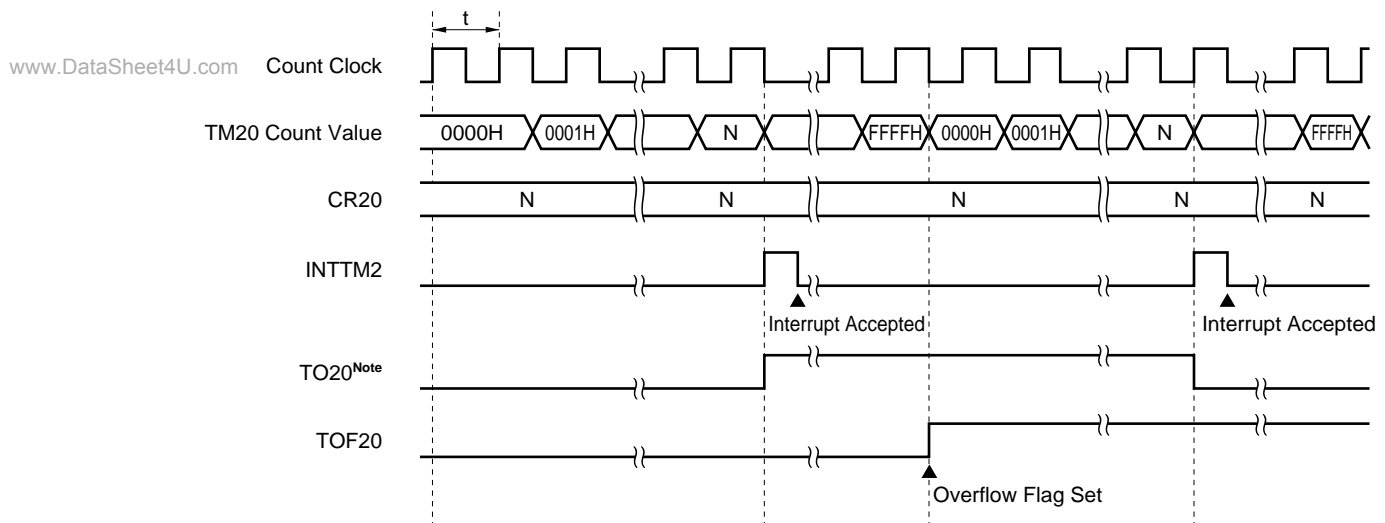 t
www.DataSheet4U.com Count Clock
TM20 Count Value 0000H 0001H N FFFFH 0000H 0001H N FFFFH
CR20 N N N N N
INTTM2
Interrupt Accepted Interrupt Accepted
TO20Note
TOF20
Overflow Flag Set